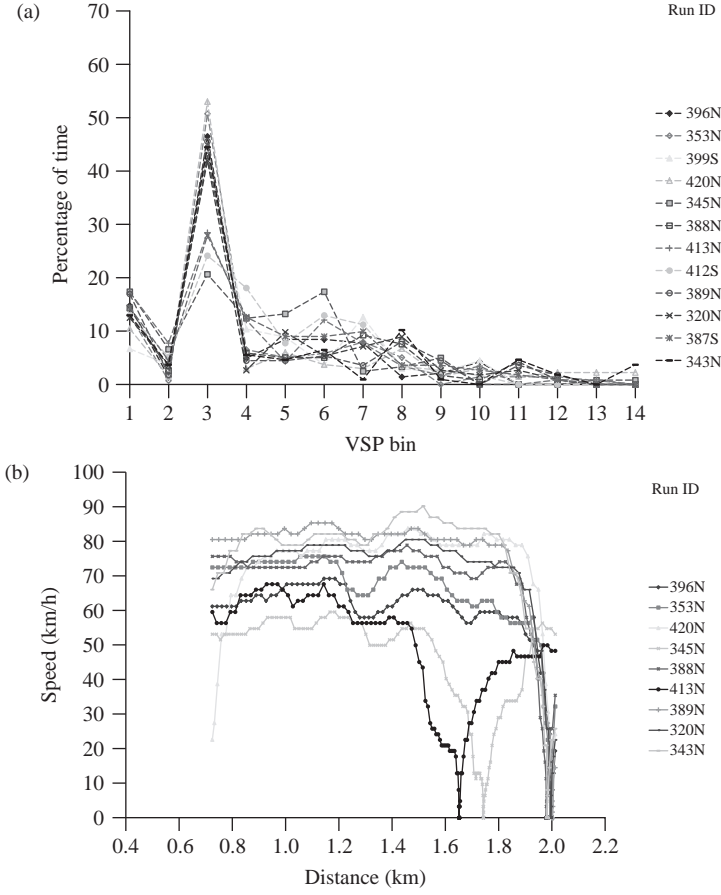 (a)
Run ID
70
60
50
40
30
20
10
0
Percentage of time
1 2 3 4 5 6 7 8 9 10 11 12 13 14
VSP bin
396N
353N
399S
420N
345N
388N
413N
412S
389N
320N
387S
343N
(b)
Run ID
100
90
80
70
60
50
40
30
20
10
0
Speed (km/h)
0.4 0.6 0.8 1.0 1.2 1.4 1.6 1.8 2.0 2.2
Distance (km)
396N
353N
420N
345N
388N
413N
389N
320N
343N